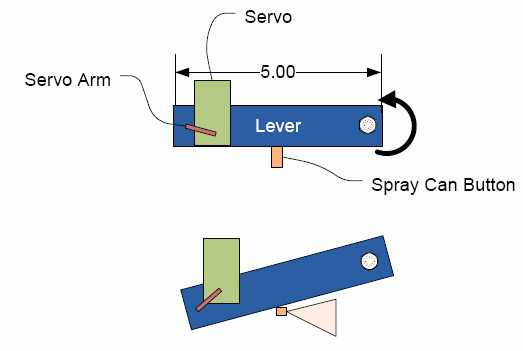 Servo
5.00
Servo Arm
Lever
Spray Can Button